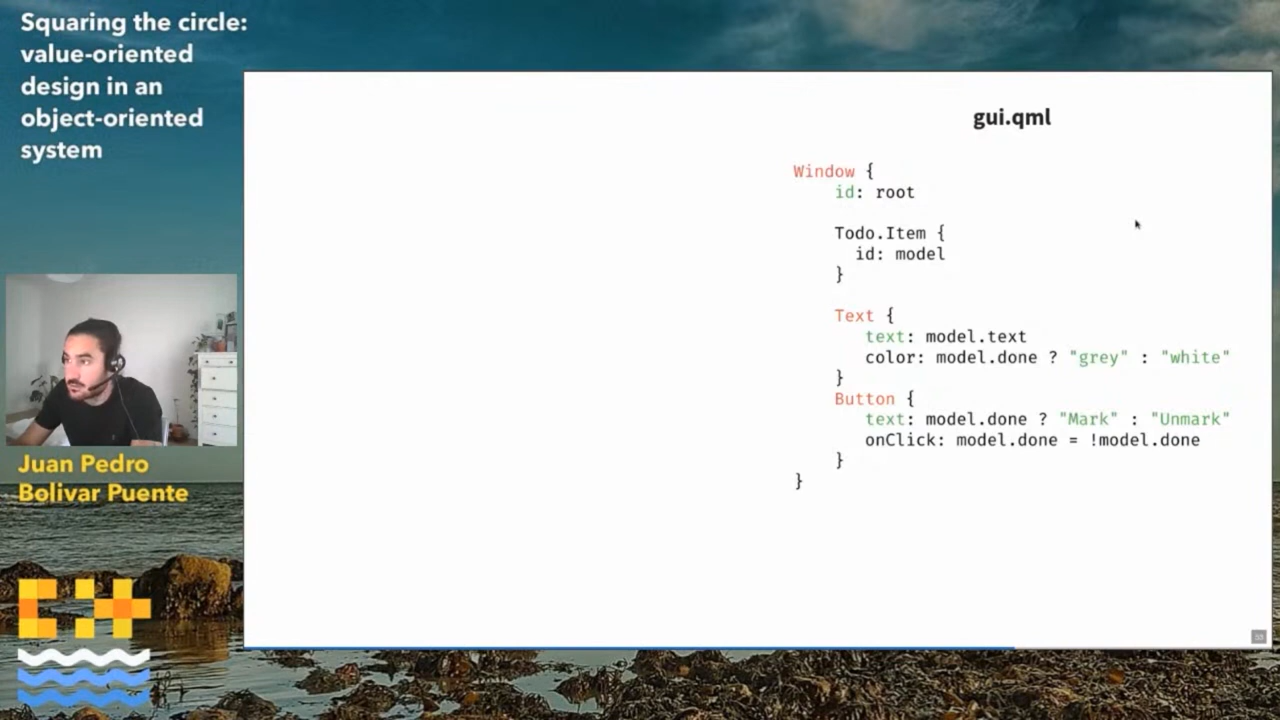 Squaring the circle:
value-oriented
design in an
object-oriented
system
Juan Pedro
Bolivar Puente
gui.qml
Window {
    id: root
    Todo.Item {
      id: model
    }
    Text {
       text: model.text
       color: model.done ? "grey" : "white"
    }
    Button {
       text: model.done ? "Mark" : "Unmark"
       onClick: model.done = !model.done
    }
}